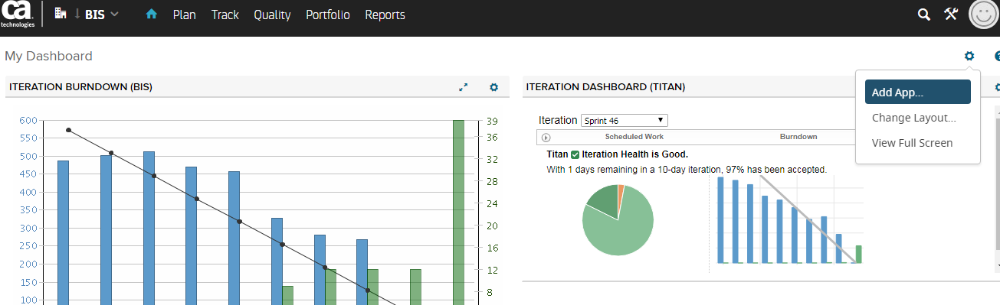 ca
technologies
BIS Plan Track Quality Portfolio Reports
My Dashboard
ITERATION BURNDOWN (BIS)
600
550
500
450
400
350
300
250
200
150
100
39
36
32
28
24
20
16
12
8
ITERATION DASHBOARD (TITAN)
Iteration Sprint 46
Scheduled Work Burndown
Titan Iteration Health is Good.
With 1 days remaining in a 10-day iteration, 97% has been accepted.
Add App...
Change Layout...
View Full Screen